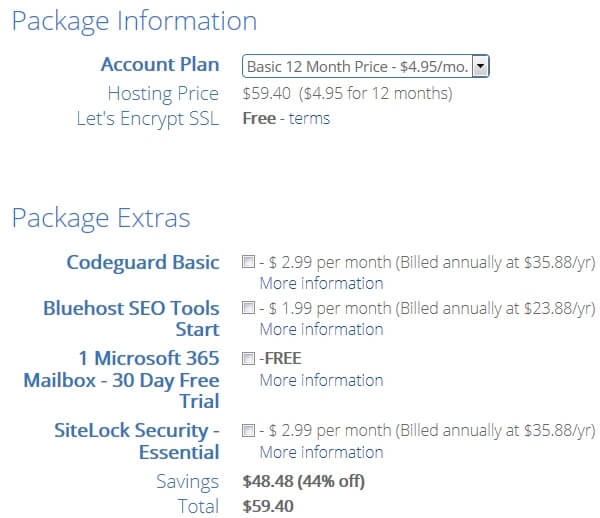 Package Information
Account Plan Basic 12 Month Price - $4.95/mo.
Hosting Price $59.40 ($4.95 for 12 months)
Let's Encrypt SSL Free - terms
Package Extras
Codeguard Basic - $ 2.99 per month (Billed annually at $35.88/yr)
More information
Bluehost SEO Tools - $ 1.99 per month (Billed annually at $23.88/yr)
Start More information
1 Microsoft 365 -FREE
Mailbox - 30 Day Free More information
Trial
SiteLock Security - - $ 2.99 per month (Billed annually at $35.88/yr)
Essential More information
Savings $48.48 (44% off)
Total $59.40